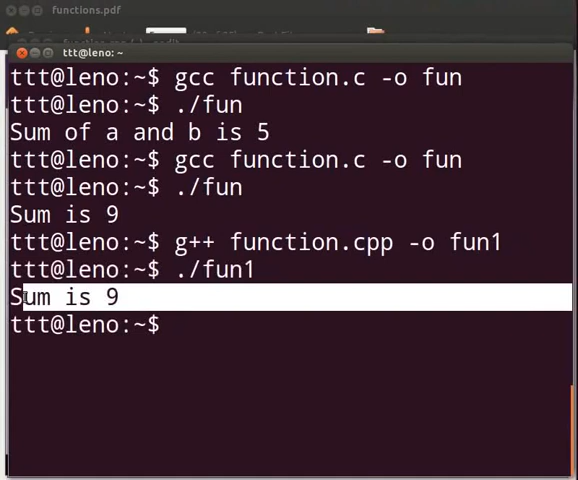 functions.pdf
ttt@leno: ~
ttt@leno:~$ gcc function.c -o fun
ttt@leno:~$ ./fun
Sum of a and b is 5
ttt@leno:~$ gcc function.c -o fun
ttt@leno:~$ ./fun
Sum is 9
ttt@leno:~$ g++ function.cpp -o fun1
ttt@leno:~$ ./fun1
Sum is 9
ttt@leno:~$